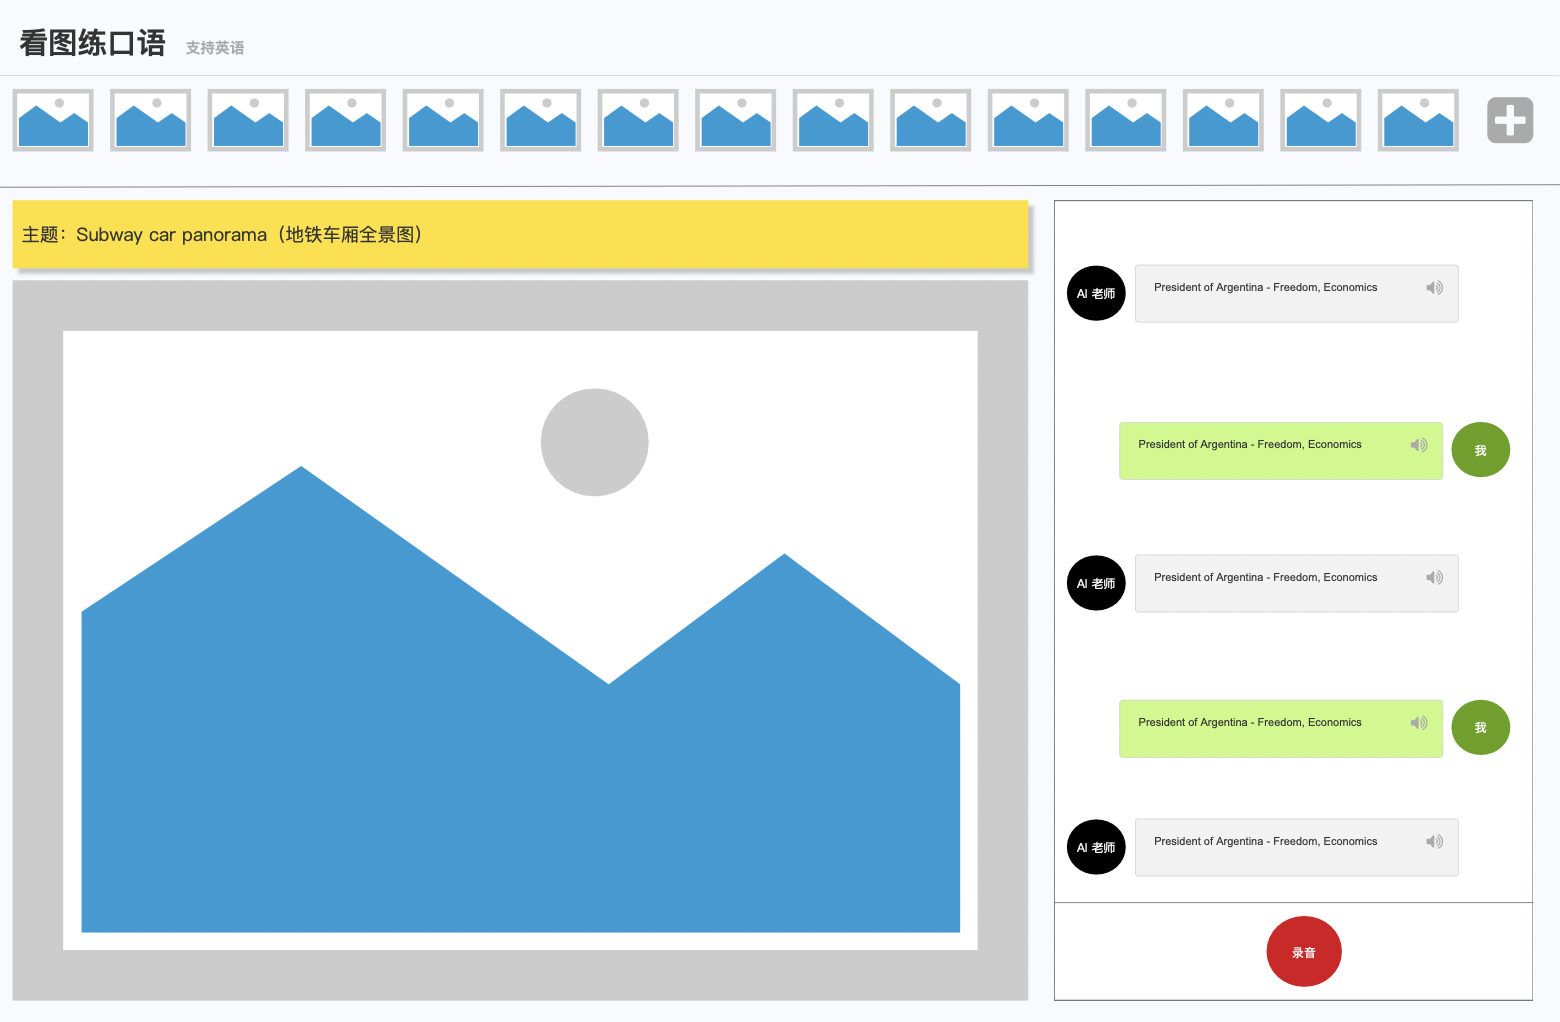 看图练口语 支持英语
主题：Subway car panorama（地铁车厢全景图）
AI 老师
President of Argentina - Freedom, Economics
President of Argentina - Freedom, Economics
我
AI 老师
President of Argentina - Freedom, Economics
President of Argentina - Freedom, Economics
我
AI 老师
President of Argentina - Freedom, Economics
录音